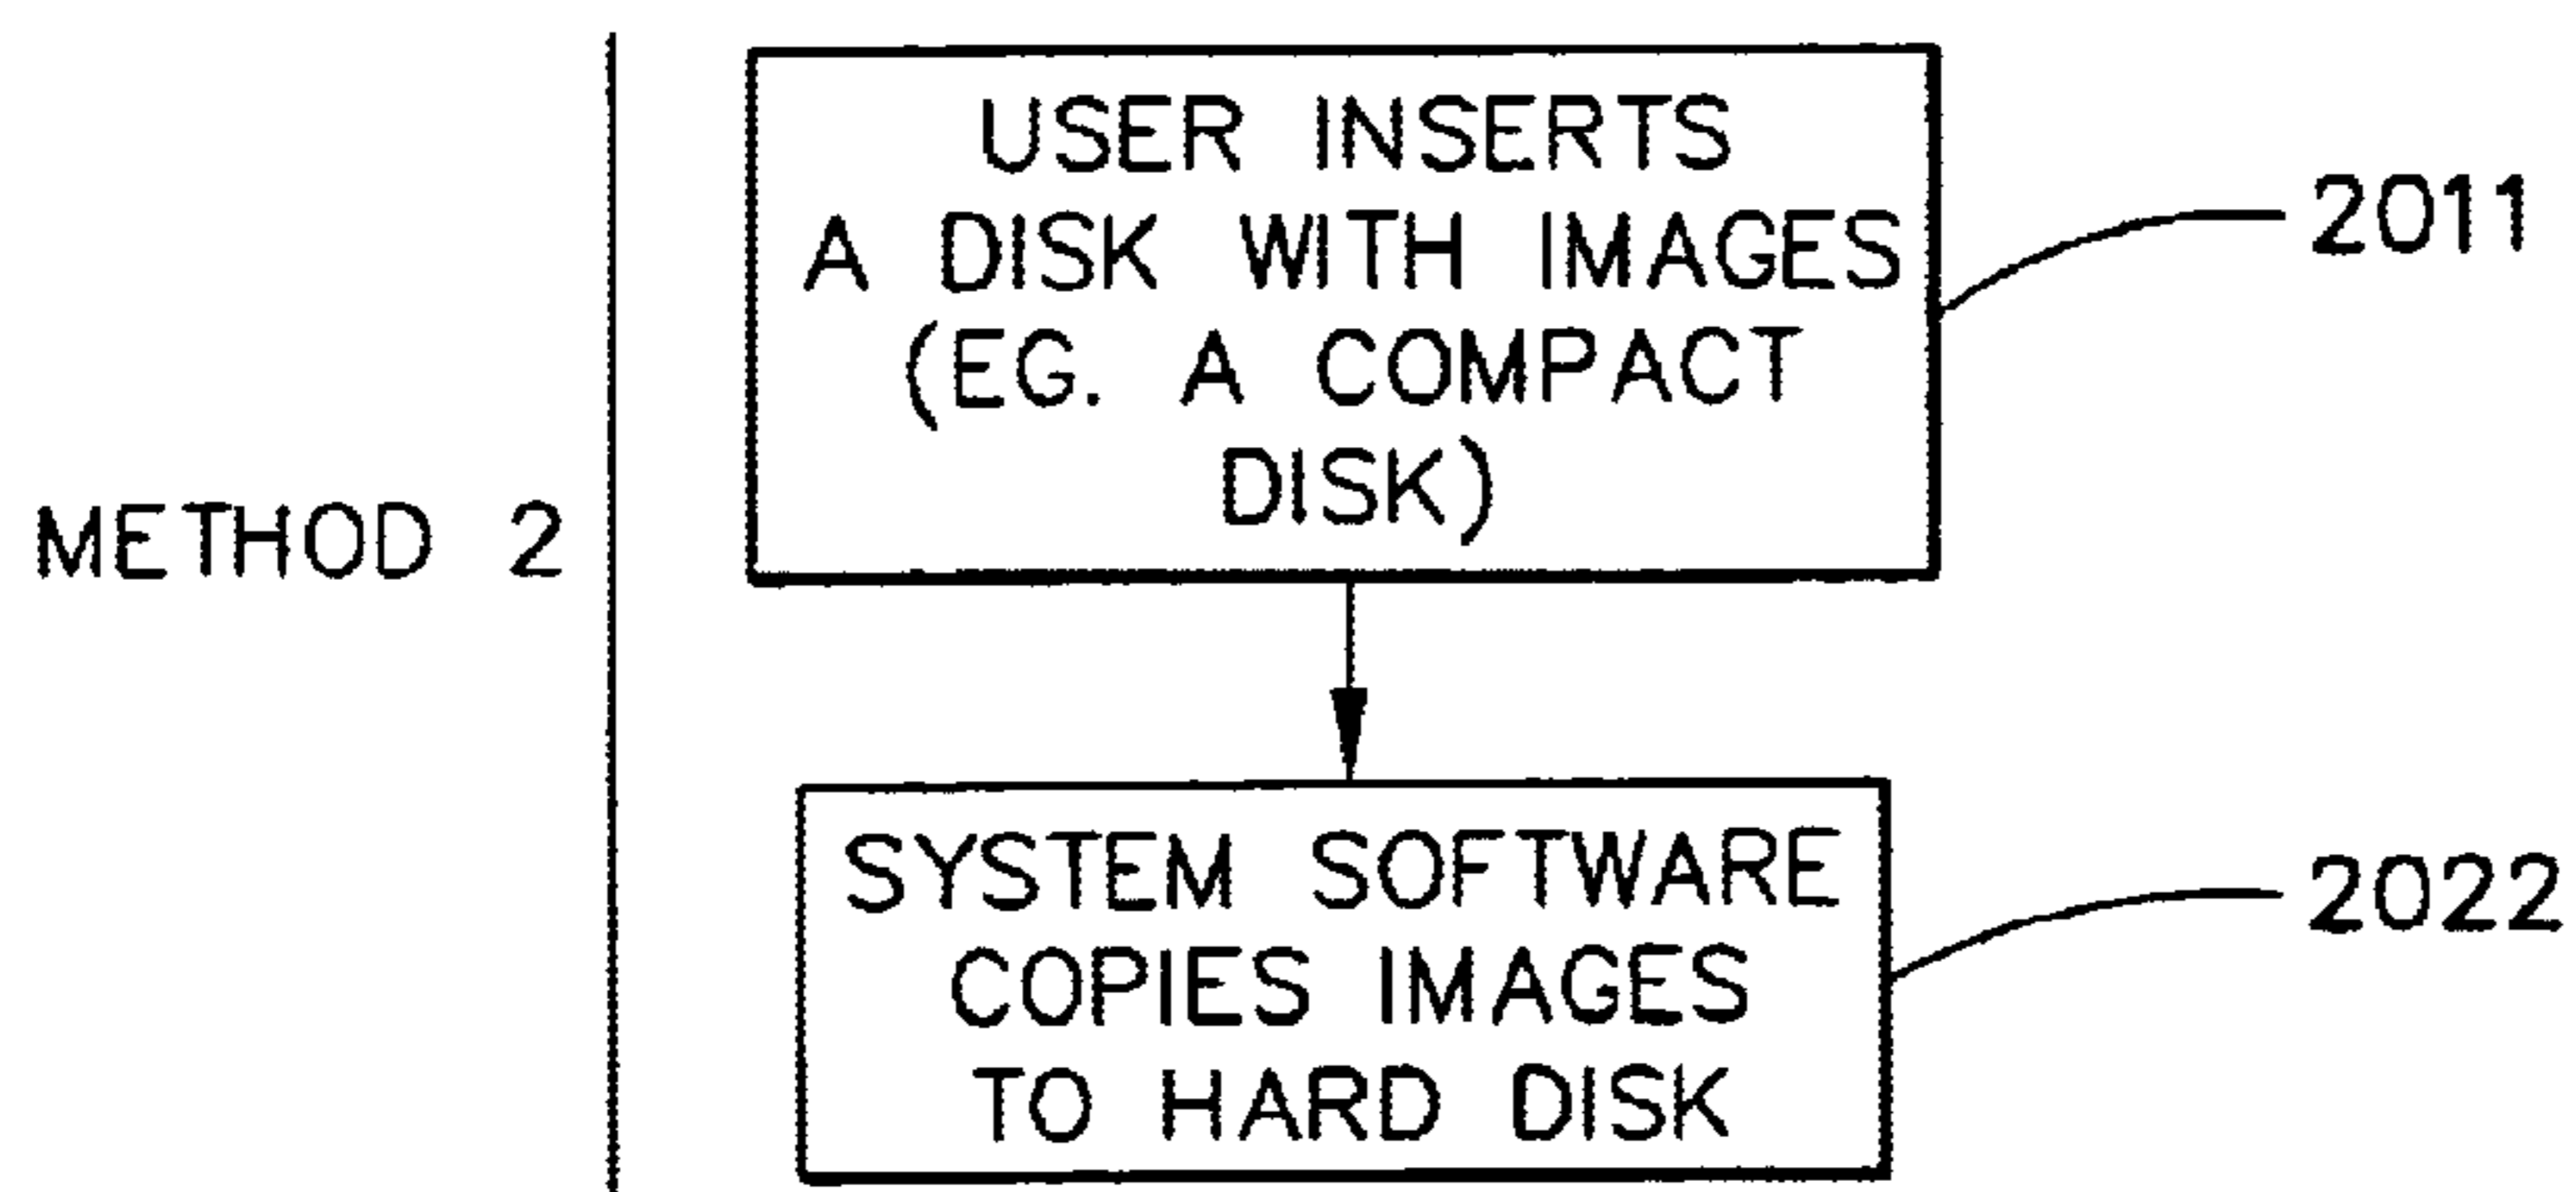 METHOD 2
USER INSERTS
A DISK WITH IMAGES
(EG. A COMPACT
DISK)
2011
SYSTEM SOFTWARE
COPIES IMAGES
TO HARD DISK
2022